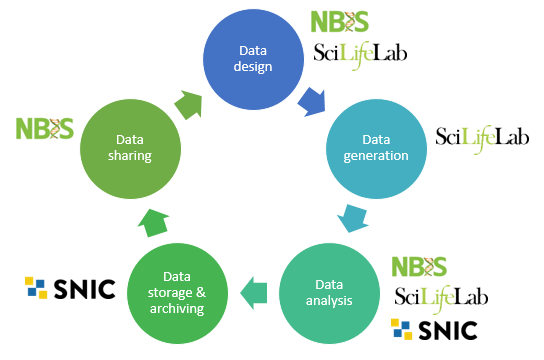 Data
design
NBIS
SciLifeLab
Data
generation
SciLifeLab
Data
analysis
NBIS
SciLifeLab
SNIC
Data
storage &
archiving
SNIC
Data
sharing
NBIS